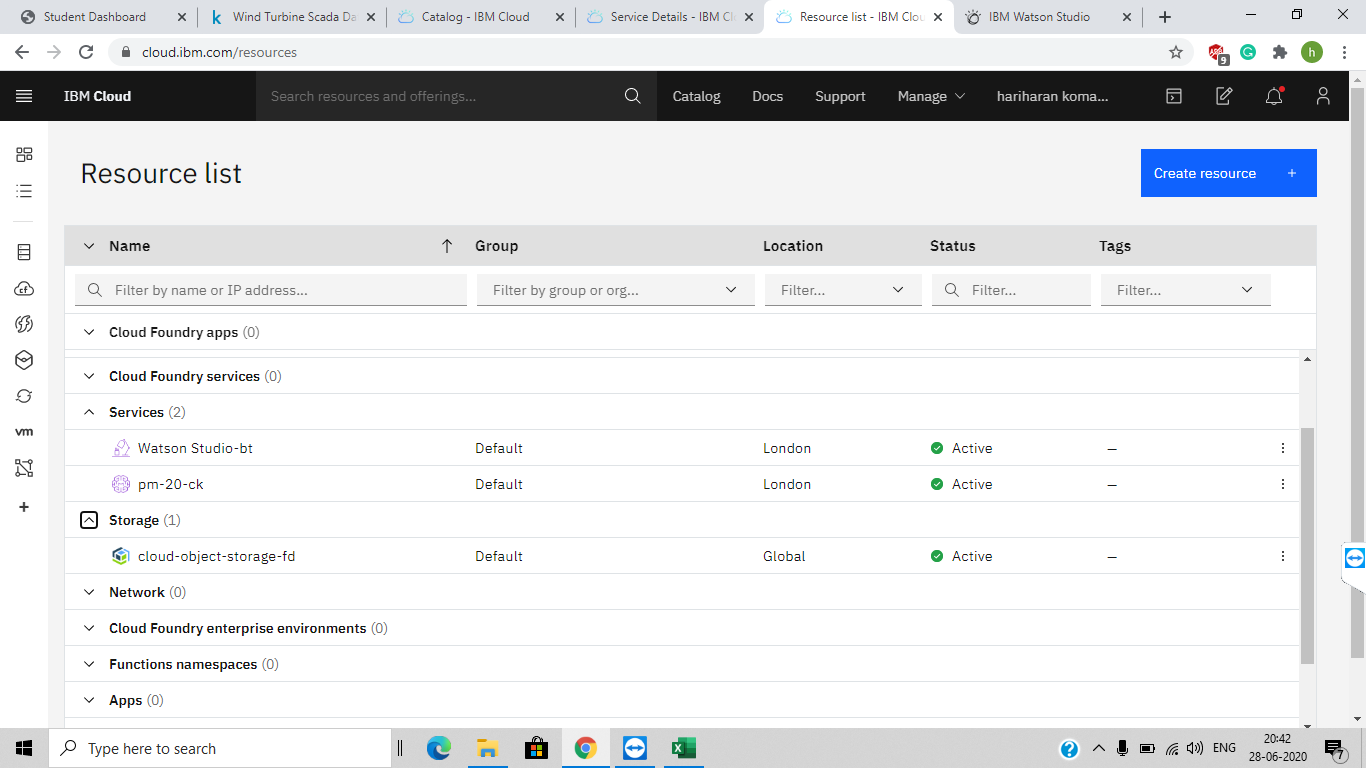 Student Dashboard
Wind Turbine Scada Da
Catalog - IBM Cloud
Service Details - IBM Cl
Resource list - IBM Clou
IBM Watson Studio
cloud.ibm.com/resources
9
h
IBM Cloud
Search resources and offerings...
Catalog
Docs
Support
Manage
hariharan koma...
Resource list
Create resource +
Name
Group
Location
Status
Tags
Filter by name or IP address...
Filter by group or org...
Filter...
Filter...
Filter...
Cloud Foundry apps (0)
Cloud Foundry services (0)
Services (2)
Watson Studio-bt Default London Active –
pm-20-ck Default London Active –
Storage (1)
cloud-object-storage-fd Default Global Active –
Network (0)
Cloud Foundry enterprise environments (0)
Functions namespaces (0)
Apps (0)
cf
vm
Type here to search
ENG
20:42
28-06-2020
7